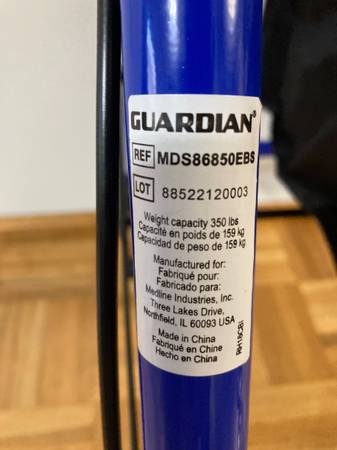 GUARDIAN®
REF MDS86850EBS
LOT 88522120003
Weight capacity 350 lbs
Capacité en poids de 159 kg
Capacidad de peso de 159 kg
Manufactured for:
Fabriqué pour:
Fabricado para:
Medline Industries, Inc.
Three Lakes Drive,
Northfield, IL 60093 USA
Made in China
Fabriqué en Chine
Hecho en China